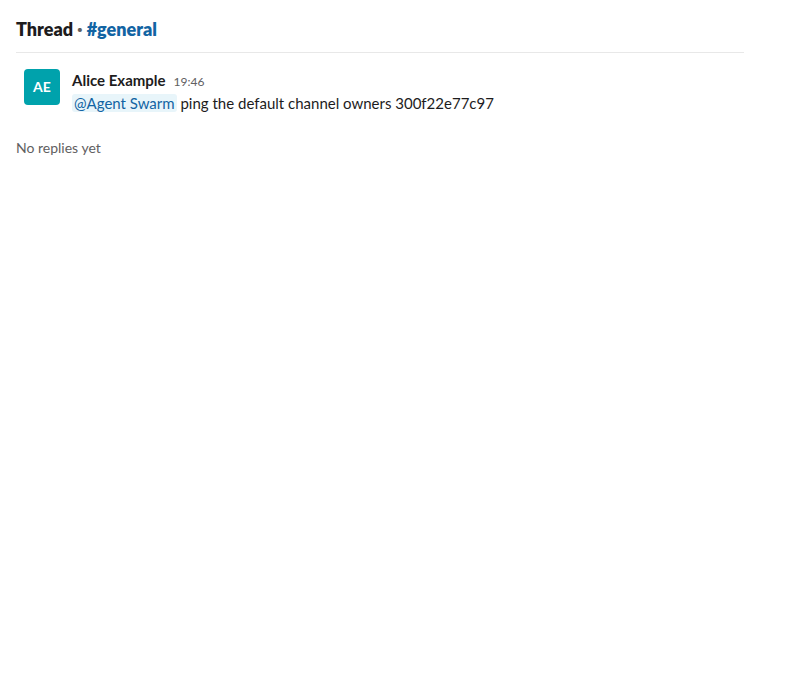 Thread • #general
AE
Alice Example 19:46
@Agent Swarm ping the default channel owners 300f22e77c97
No replies yet